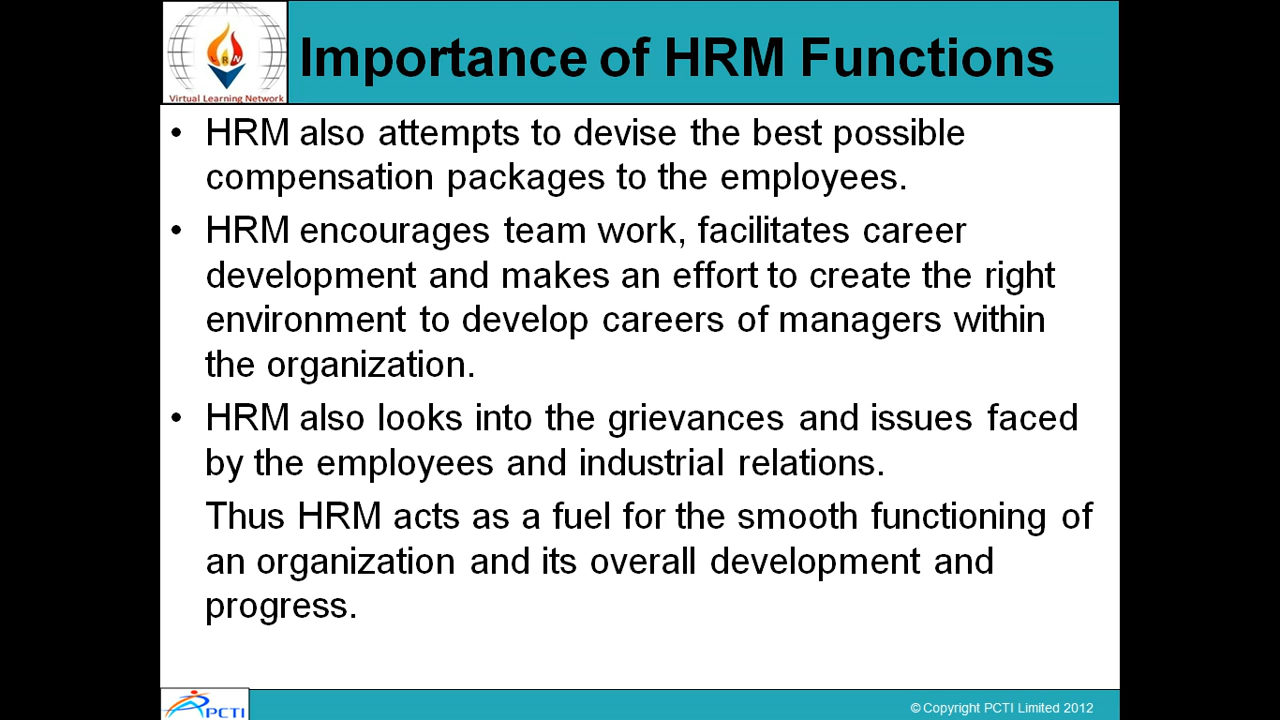 Importance of HRM Functions
Virtual Learning Network
• HRM also attempts to devise the best possible
compensation packages to the employees.
• HRM encourages team work, facilitates career
development and makes an effort to create the right
environment to develop careers of managers within
the organization.
• HRM also looks into the grievances and issues faced
by the employees and industrial relations.
Thus HRM acts as a fuel for the smooth functioning of
an organization and its overall development and
progress.
PCTI
© Copyright PCTI Limited 2012